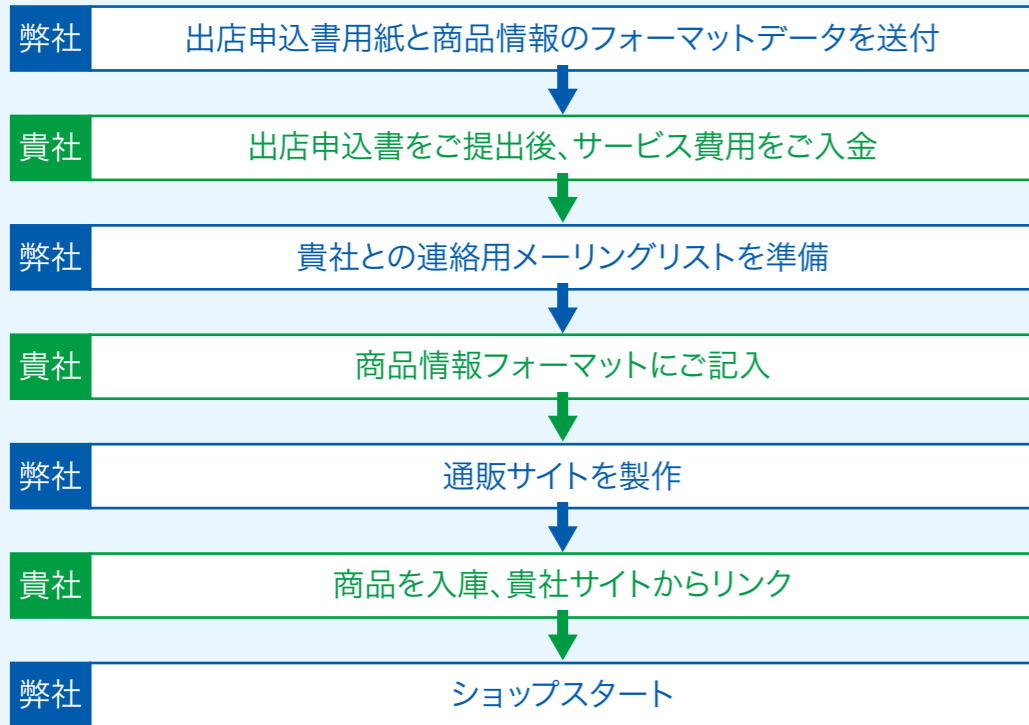 弊社 出店申込書用紙と商品情報のフォーマットデータを送付
貴社 出店申込書をご提出後、サービス費用をご入金
弊社 貴社との連絡用メーリングリストを準備
貴社 商品情報フォーマットにご記入
弊社 通販サイトを製作
貴社 商品を入庫、貴社サイトからリンク
弊社 ショップスタート